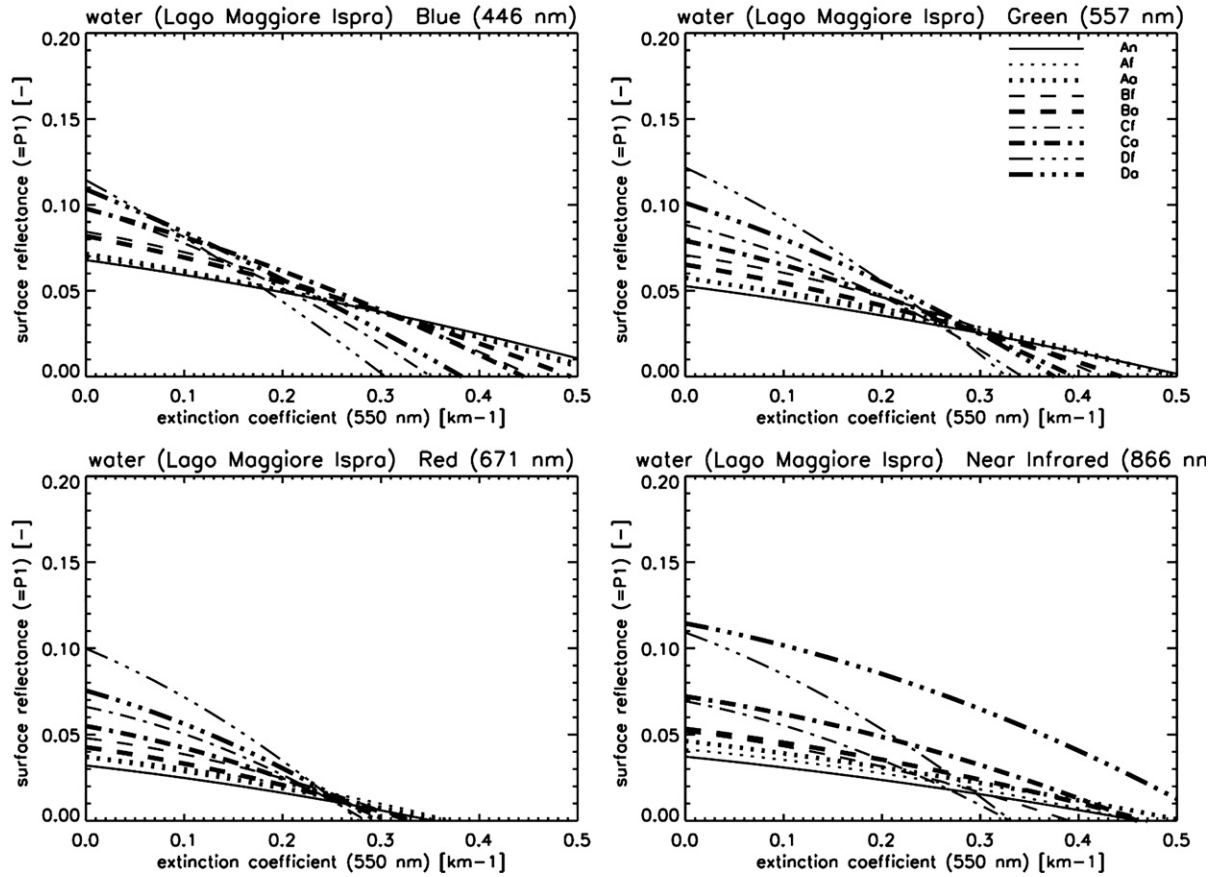 water (Lago Maggiore Ispra) Blue (446 nm)
surface reflectance (=P1) [-]
0.20
0.15
0.10
0.05
0.00
0.0 0.1 0.2 0.3 0.4 0.5
extinction coefficient (550 nm) [km-1]
water (Lago Maggiore Ispra) Green (557 nm)
surface reflectance (=P1) [-]
0.20
0.15
0.10
0.05
0.00
An
Af
Aa
Bf
Ba
Cf
Ca
Df
Da
0.0 0.1 0.2 0.3 0.4 0.5
extinction coefficient (550 nm) [km-1]
water (Lago Maggiore Ispra) Red (671 nm)
surface reflectance (=P1) [-]
0.20
0.15
0.10
0.05
0.00
0.0 0.1 0.2 0.3 0.4 0.5
extinction coefficient (550 nm) [km-1]
water (Lago Maggiore Ispra) Near Infrared (866 nm
surface reflectance (=P1) [-]
0.20
0.15
0.10
0.05
0.00
0.0 0.1 0.2 0.3 0.4 0.5
extinction coefficient (550 nm) [km-1]